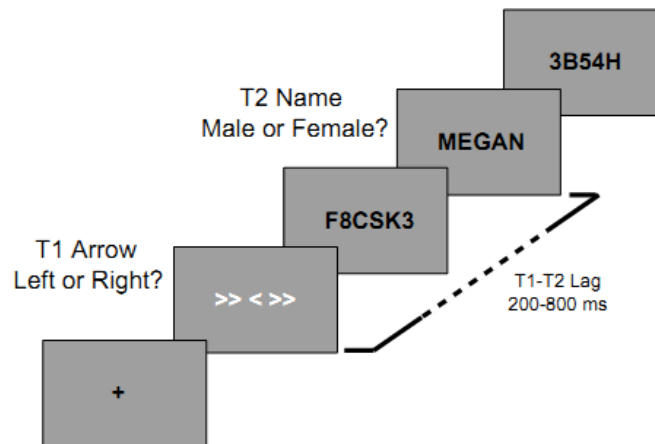 3B54H
T2 Name
Male or Female?
MEGAN
F8CSK3
T1 Arrow
Left or Right?
>> < >>
T1-T2 Lag
200-800 ms
+